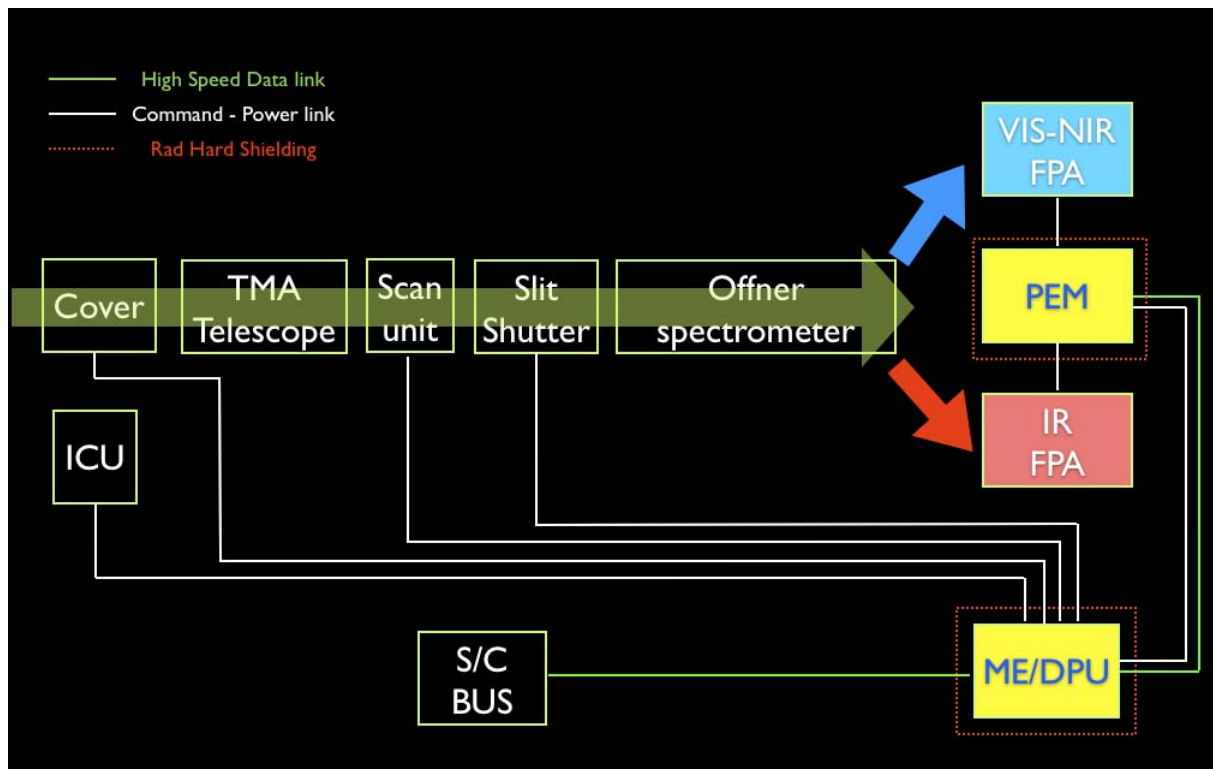 High Speed Data link
Command - Power link
Rad Hard Shielding
VIS-NIR
FPA
Cover
TMA
Telescope
Scan
unit
Slit
Shutter
Offner
spectrometer
PEM
IR
FPA
ICU
S/C
BUS
ME/DPU